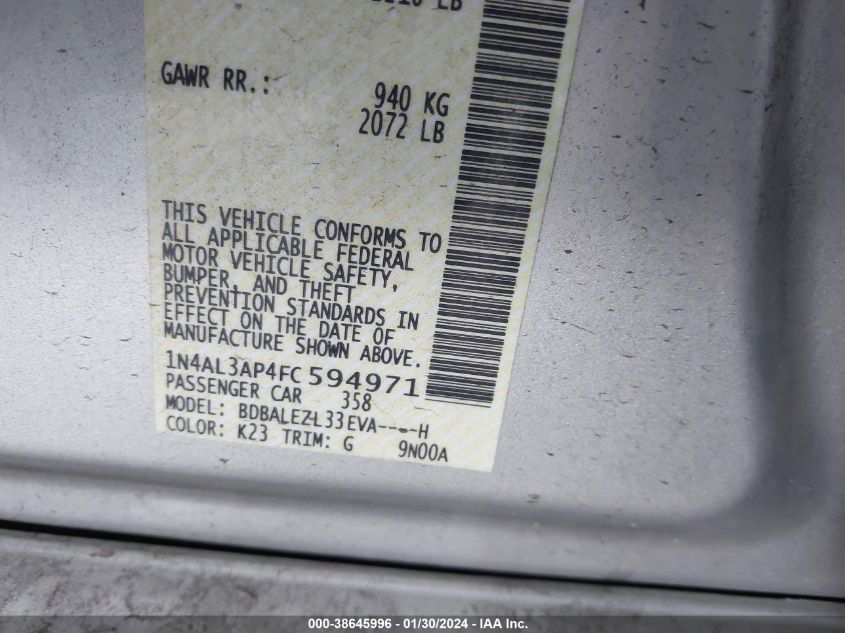 GAWR RR.:
940 KG
2072 LB
THIS VEHICLE CONFORMS TO
ALL APPLICABLE FEDERAL
MOTOR VEHICLE SAFETY,
BUMPER, AND THEFT
PREVENTION STANDARDS IN
EFFECT ON THE DATE OF
MANUFACTURE SHOWN ABOVE.
1N4AL3AP4FC594971
PASSENGER CAR 358
MODEL: BDBALEZ-L33EVA----H
COLOR: K23 TRIM: G 9N00A
000-38645996 - 01/30/2024 - IAA Inc.